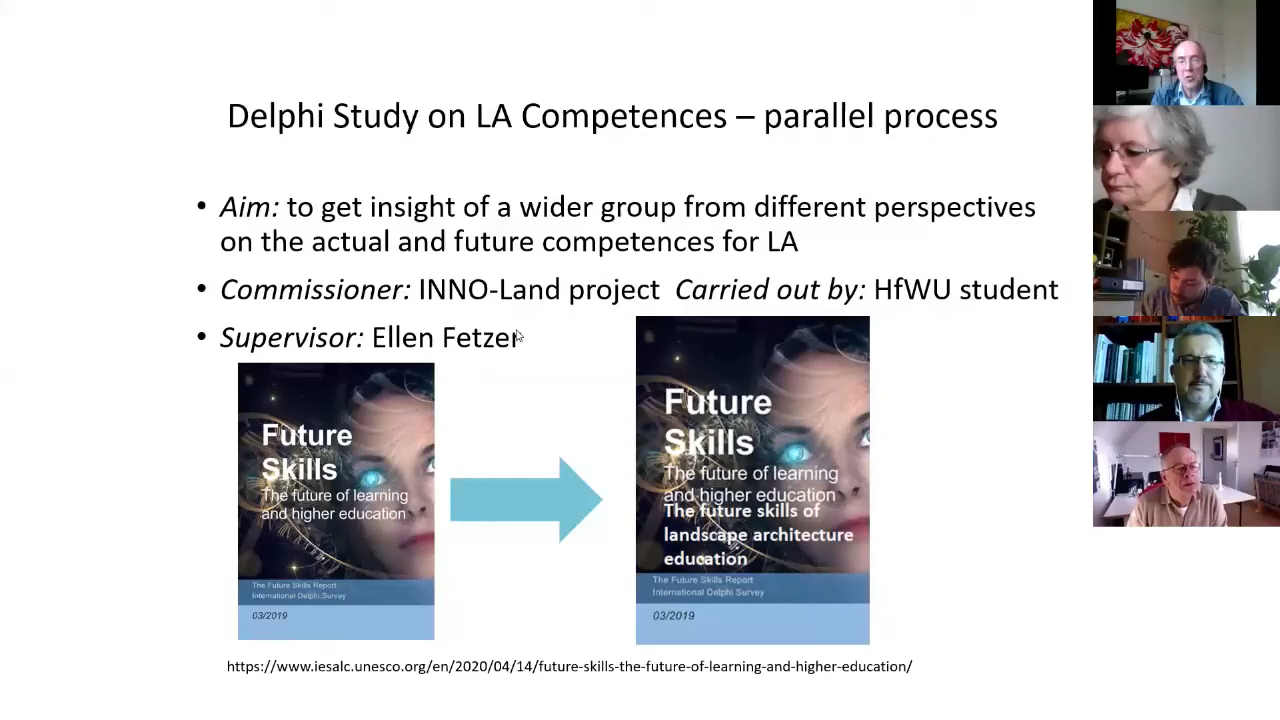 Delphi Study on LA Competences – parallel process
• Aim: to get insight of a wider group from different perspectives
on the actual and future competences for LA
• Commissioner: INNO-Land project Carried out by: HfWU student
• Supervisor: Ellen Fetzer
Future
Skills
The future of learning
and higher education
The Future Skills Report
International Delphi Survey
03/2019
Future
Skills
The future of learning
and higher education
The future skills of
landscape architecture
education
The Future Skills Report
International Delphi Survey
03/2019
https://www.iesalc.unesco.org/en/2020/04/14/future-skills-the-future-of-learning-and-higher-education/